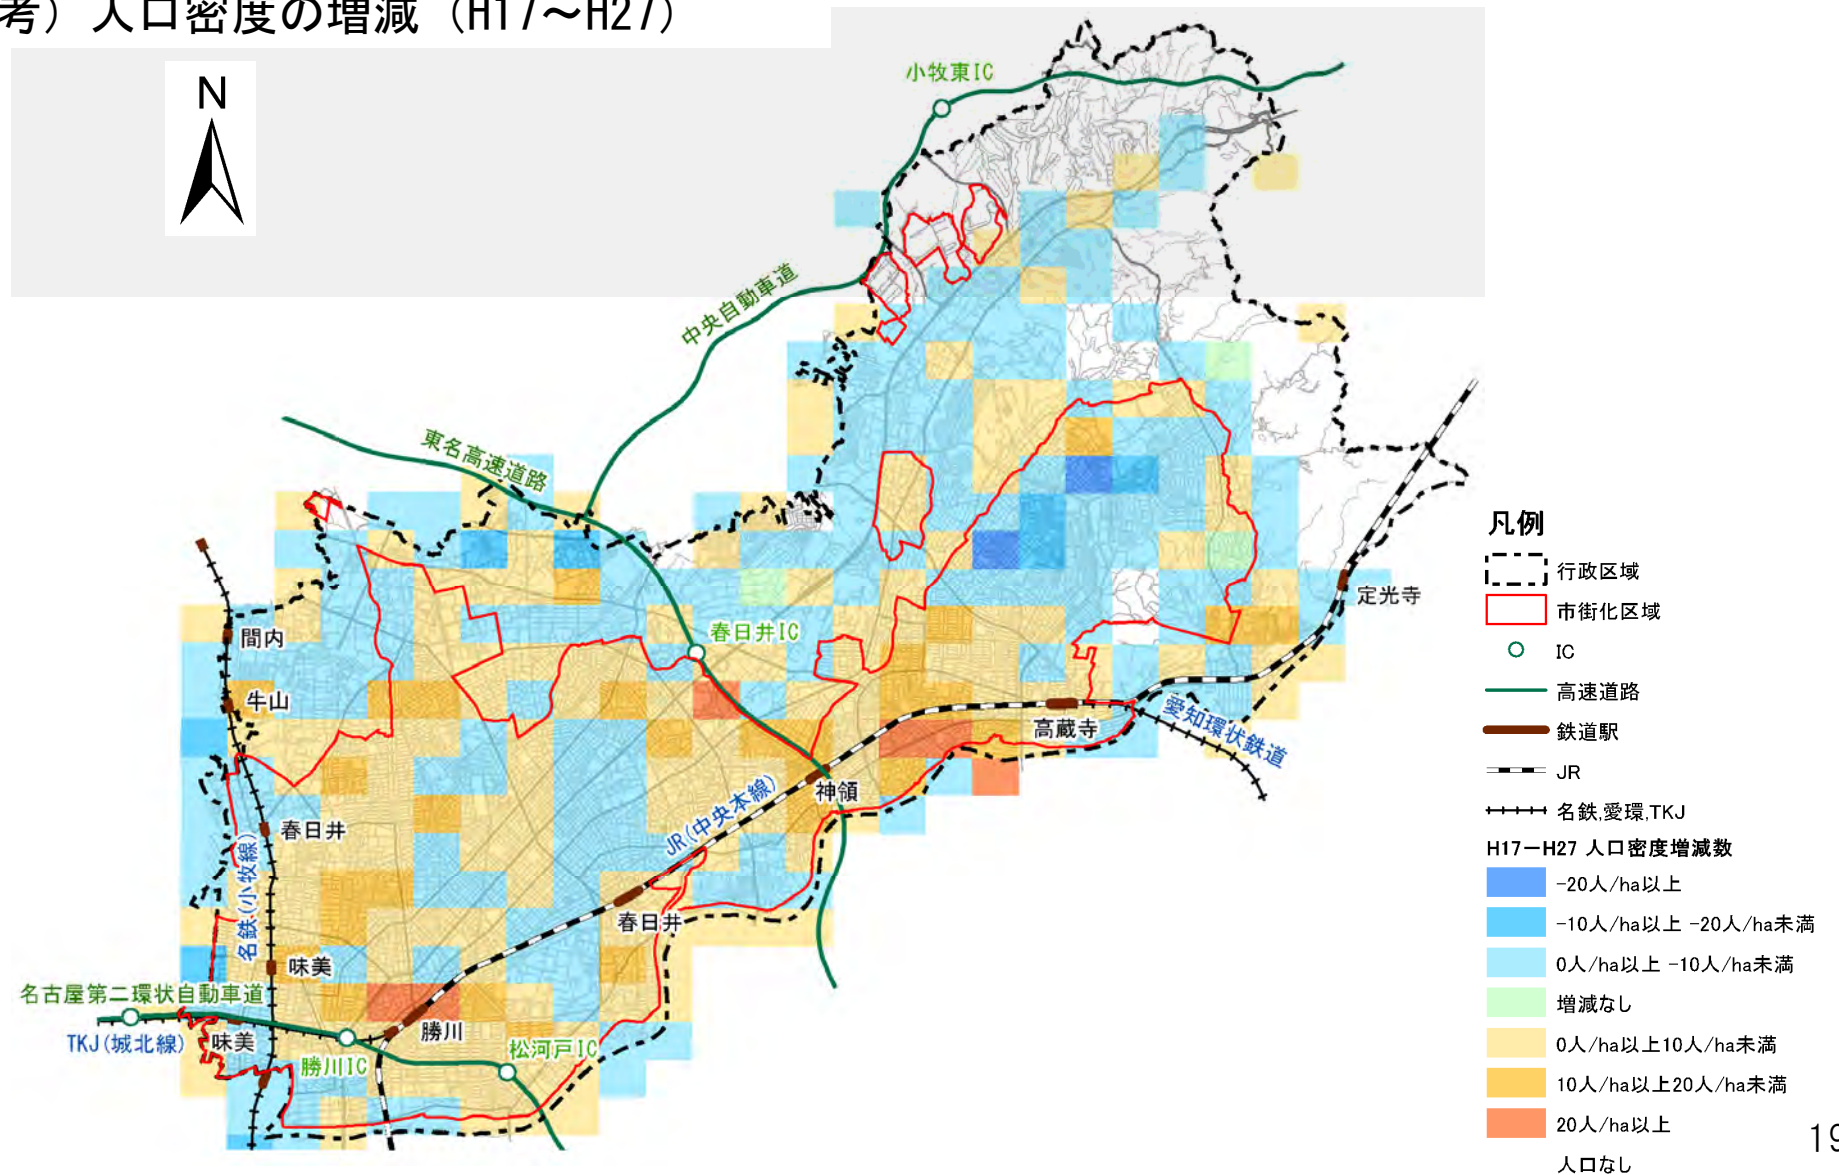 考）人口密度の増減（H17～H27）
N
小牧東IC
中央自動車道
東名高速道路
定光寺
間内
春日井IC
牛山
愛知環状鉄道
高蔵寺
神領
JR(中央本線)
春日井
名鉄(小牧線)
春日井
味美
名古屋第二環状自動車道
TKJ(城北線)
味美
勝川
勝川IC
松河戸IC
凡例
行政区域
市街化区域
IC
高速道路
鉄道駅
JR
名鉄,愛環,TKJ
H17－H27 人口密度増減数
-20人/ha以上
-10人/ha以上 -20人/ha未満
0人/ha以上 -10人/ha未満
増減なし
0人/ha以上10人/ha未満
10人/ha以上20人/ha未満
20人/ha以上
人口なし
19